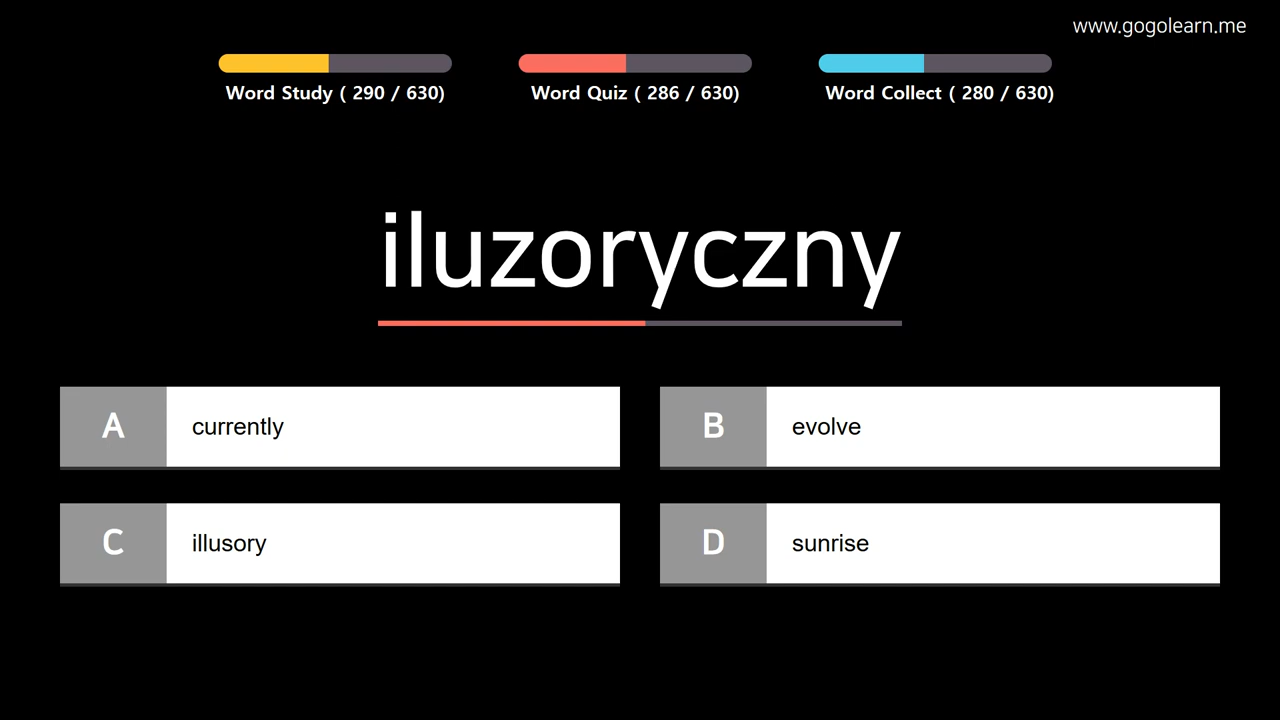 www.gogolearn.me
Word Study ( 290 / 630)
Word Quiz ( 286 / 630)
Word Collect ( 280 / 630)
iluzoryczny
A currently
B evolve
C illusory
D sunrise